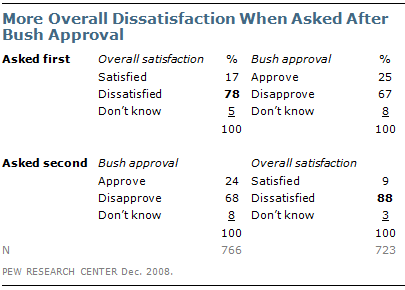 More Overall Dissatisfaction When Asked After
Bush Approval
Asked first Overall satisfaction % Bush approval %
Satisfied 17 Approve 25
Dissatisfied 78 Disapprove 67
Don't know 5 Don't know 8
100 100
Asked second Bush approval Overall satisfaction
Approve 24 Satisfied 9
Disapprove 68 Dissatisfied 88
Don't know 8 Don't know 3
100 100
N 766 723
PEW RESEARCH CENTER Dec. 2008.